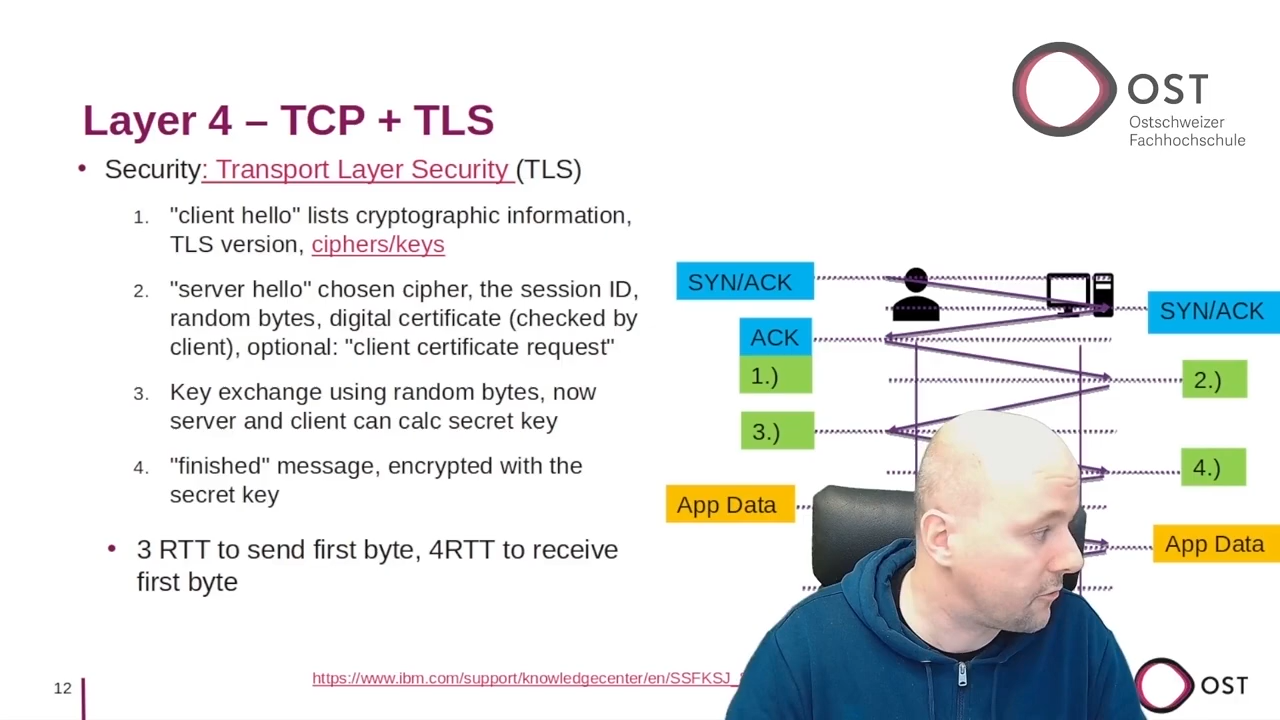 OST
Ostschweizer
Fachhochschule
Layer 4 – TCP + TLS
• Security: Transport Layer Security (TLS)
1. "client hello" lists cryptographic information,
TLS version, ciphers/keys
2. "server hello" chosen cipher, the session ID,
random bytes, digital certificate (checked by
client), optional: "client certificate request"
3. Key exchange using random bytes, now
server and client can calc secret key
4. "finished" message, encrypted with the
secret key
• 3 RTT to send first byte, 4RTT to receive
first byte
SYN/ACK
SYN/ACK
ACK
1.)
2.)
3.)
4.)
App Data
App Data
https://www.ibm.com/support/knowledgecenter/en/SSFKSJ_
12
OST